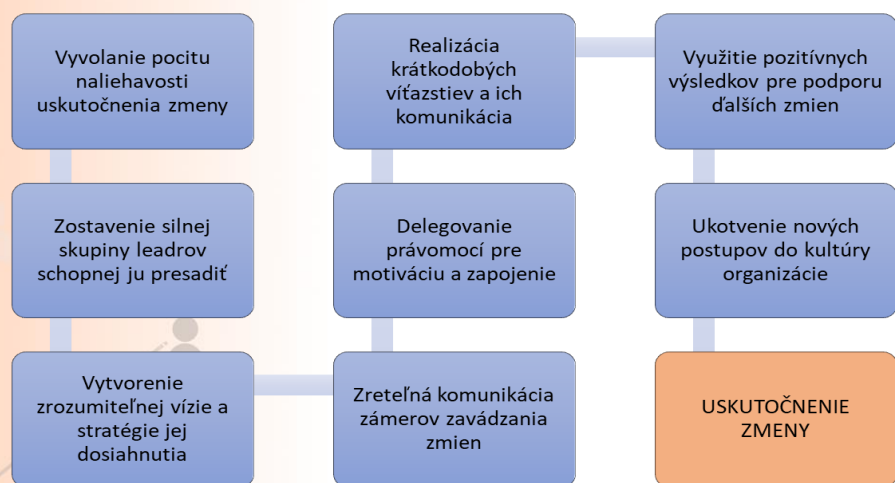 Vyvolanie pocitu
naliehavosti
uskutočnenia zmeny
Zostavenie silnej
skupiny leadrov
schopnej ju presadiť
Vytvorenie
zrozumiteľnej vízie a
stratégie jej
dosiahnutia
Zreteľná komunikácia
zámerov zavádzania
zmien
Delegovanie
právomocí pre
motiváciu a zapojenie
Realizácia
krátkodobých
víťazstiev a ich
komunikácia
Využitie pozitívnych
výsledkov pre podporu
ďalších zmien
Ukotvenie nových
postupov do kultúry
organizácie
USKUTOČNENIE
ZMENY